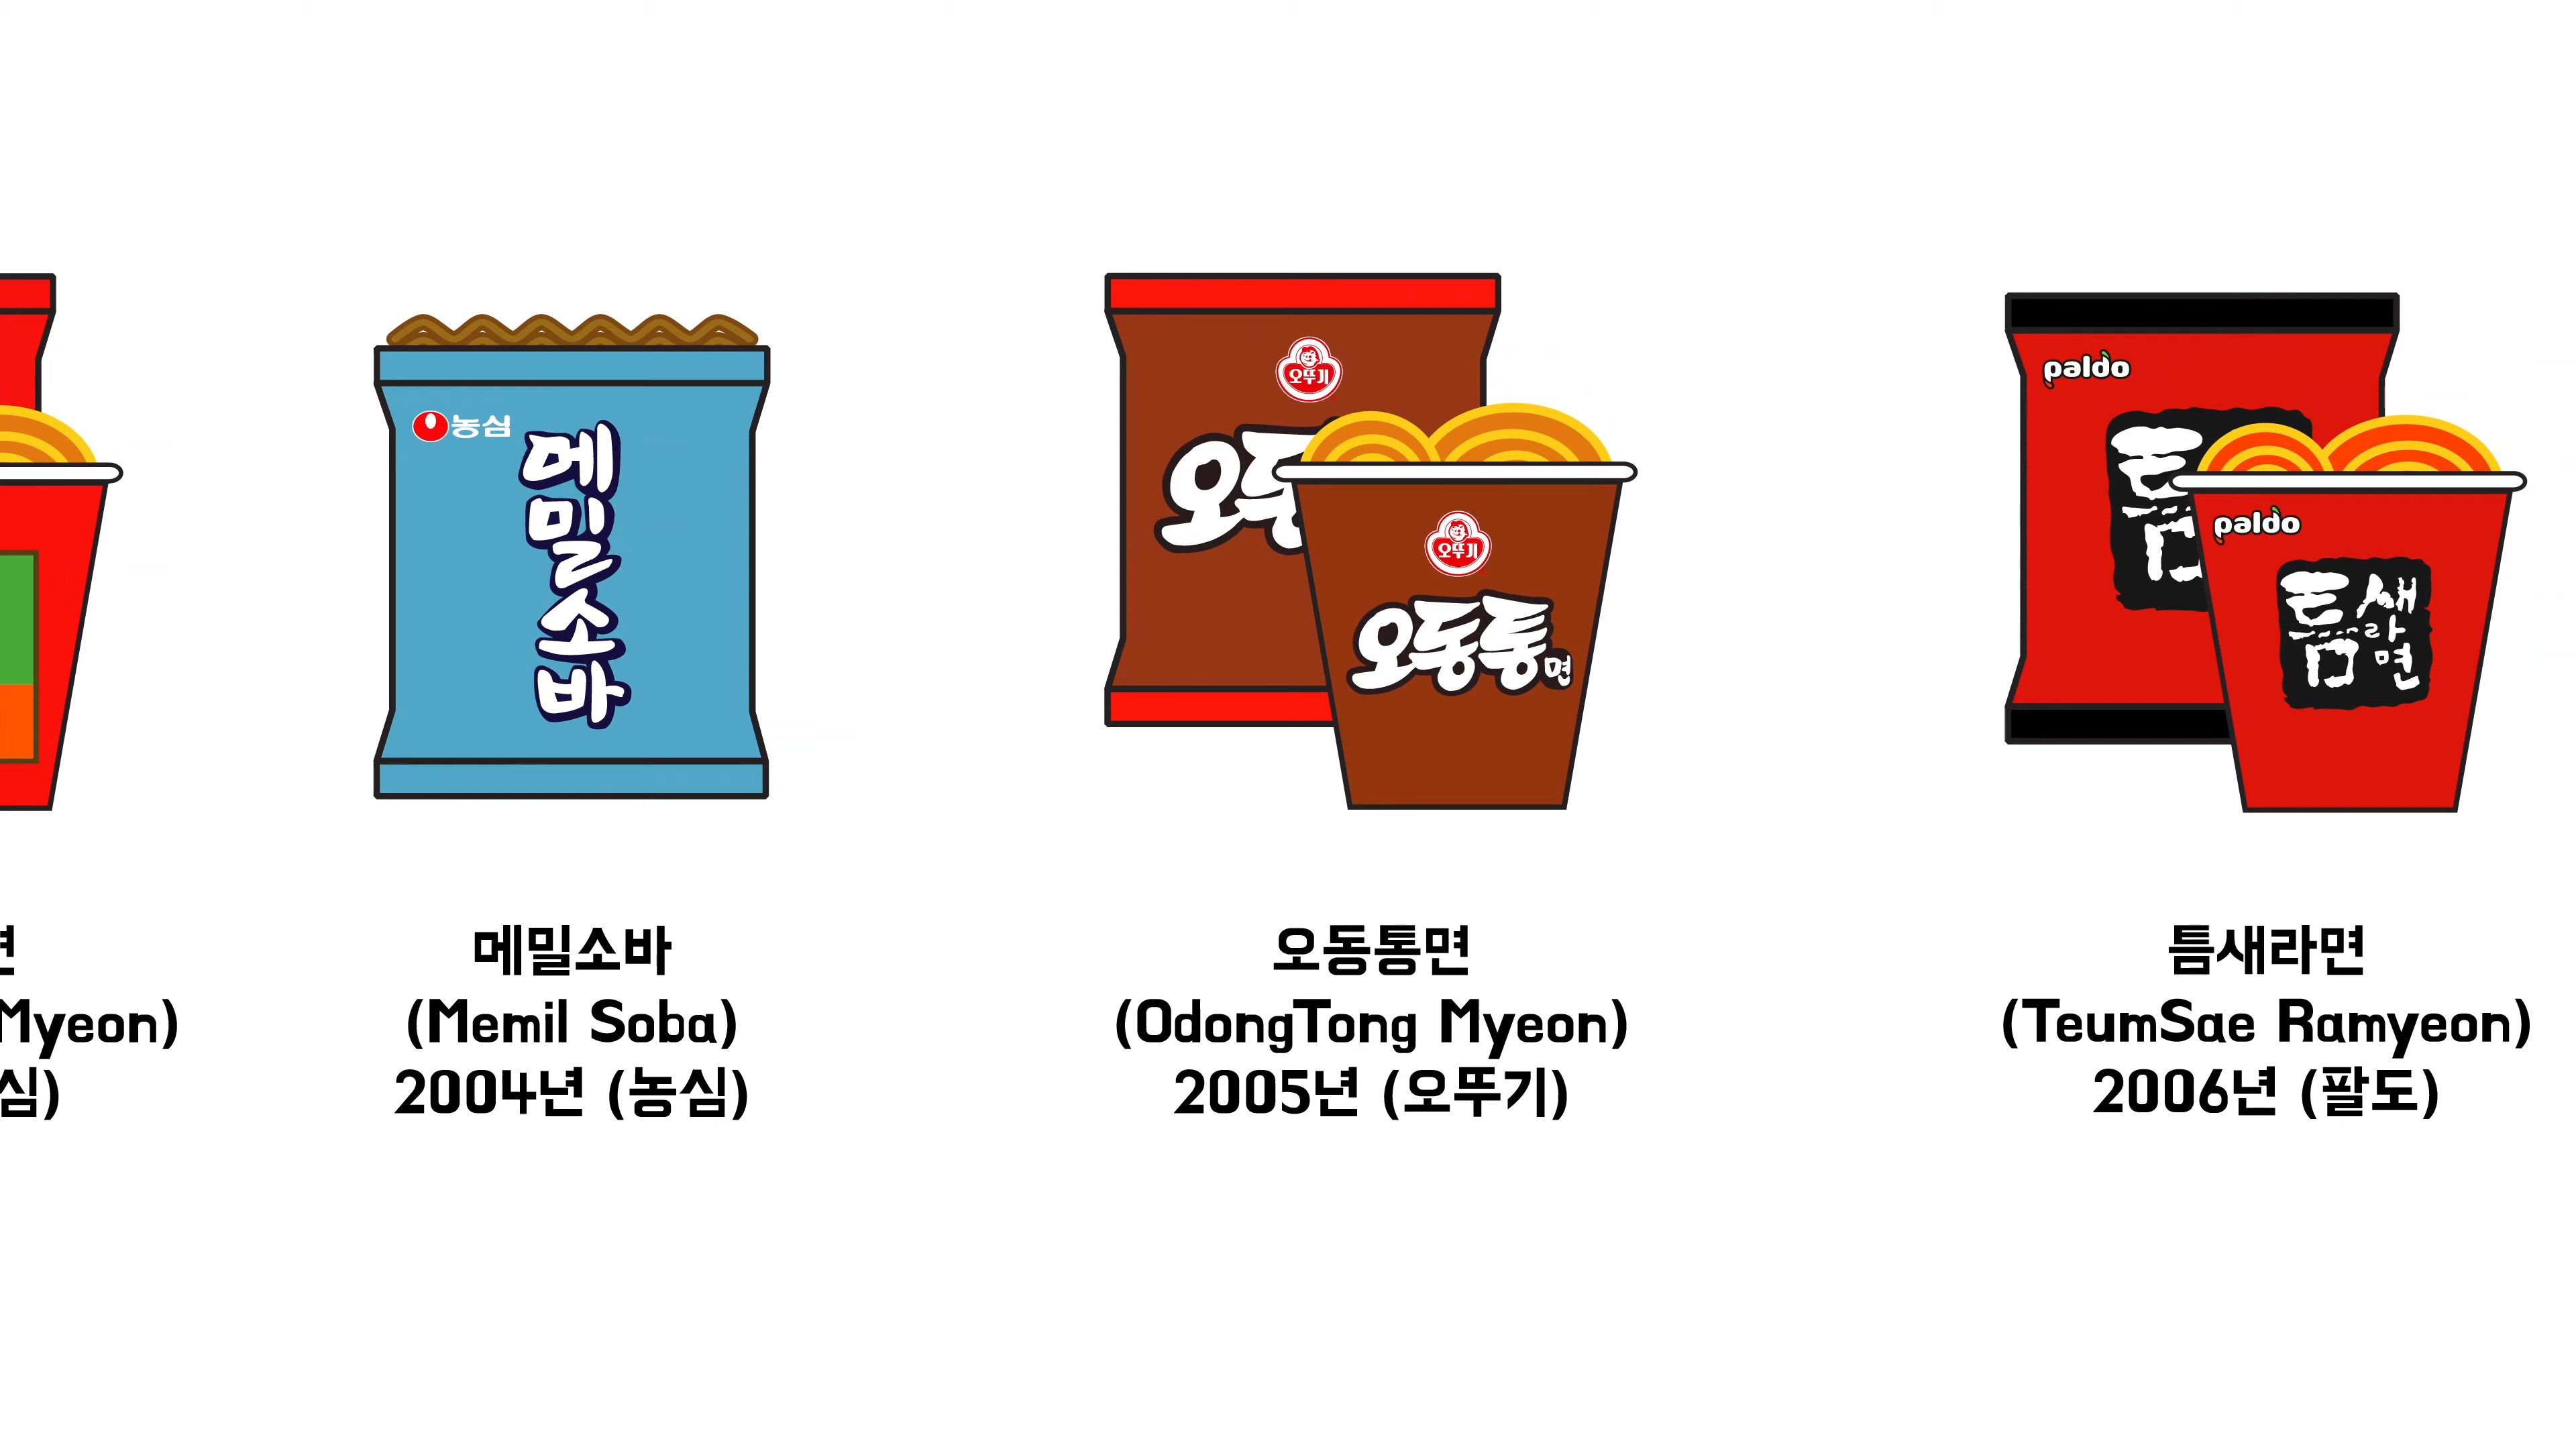 농심
메
밀
소
바
오뚜기
오뚜기
오동통면
paldo
paldo
틈새
라면
면
Myeon)
심)
메밀소바
(Memil Soba)
2004년 (농심)
오동통면
(OdongTong Myeon)
2005년 (오뚜기)
틈새라면
(TeumSae Ramyeon)
2006년 (팔도)